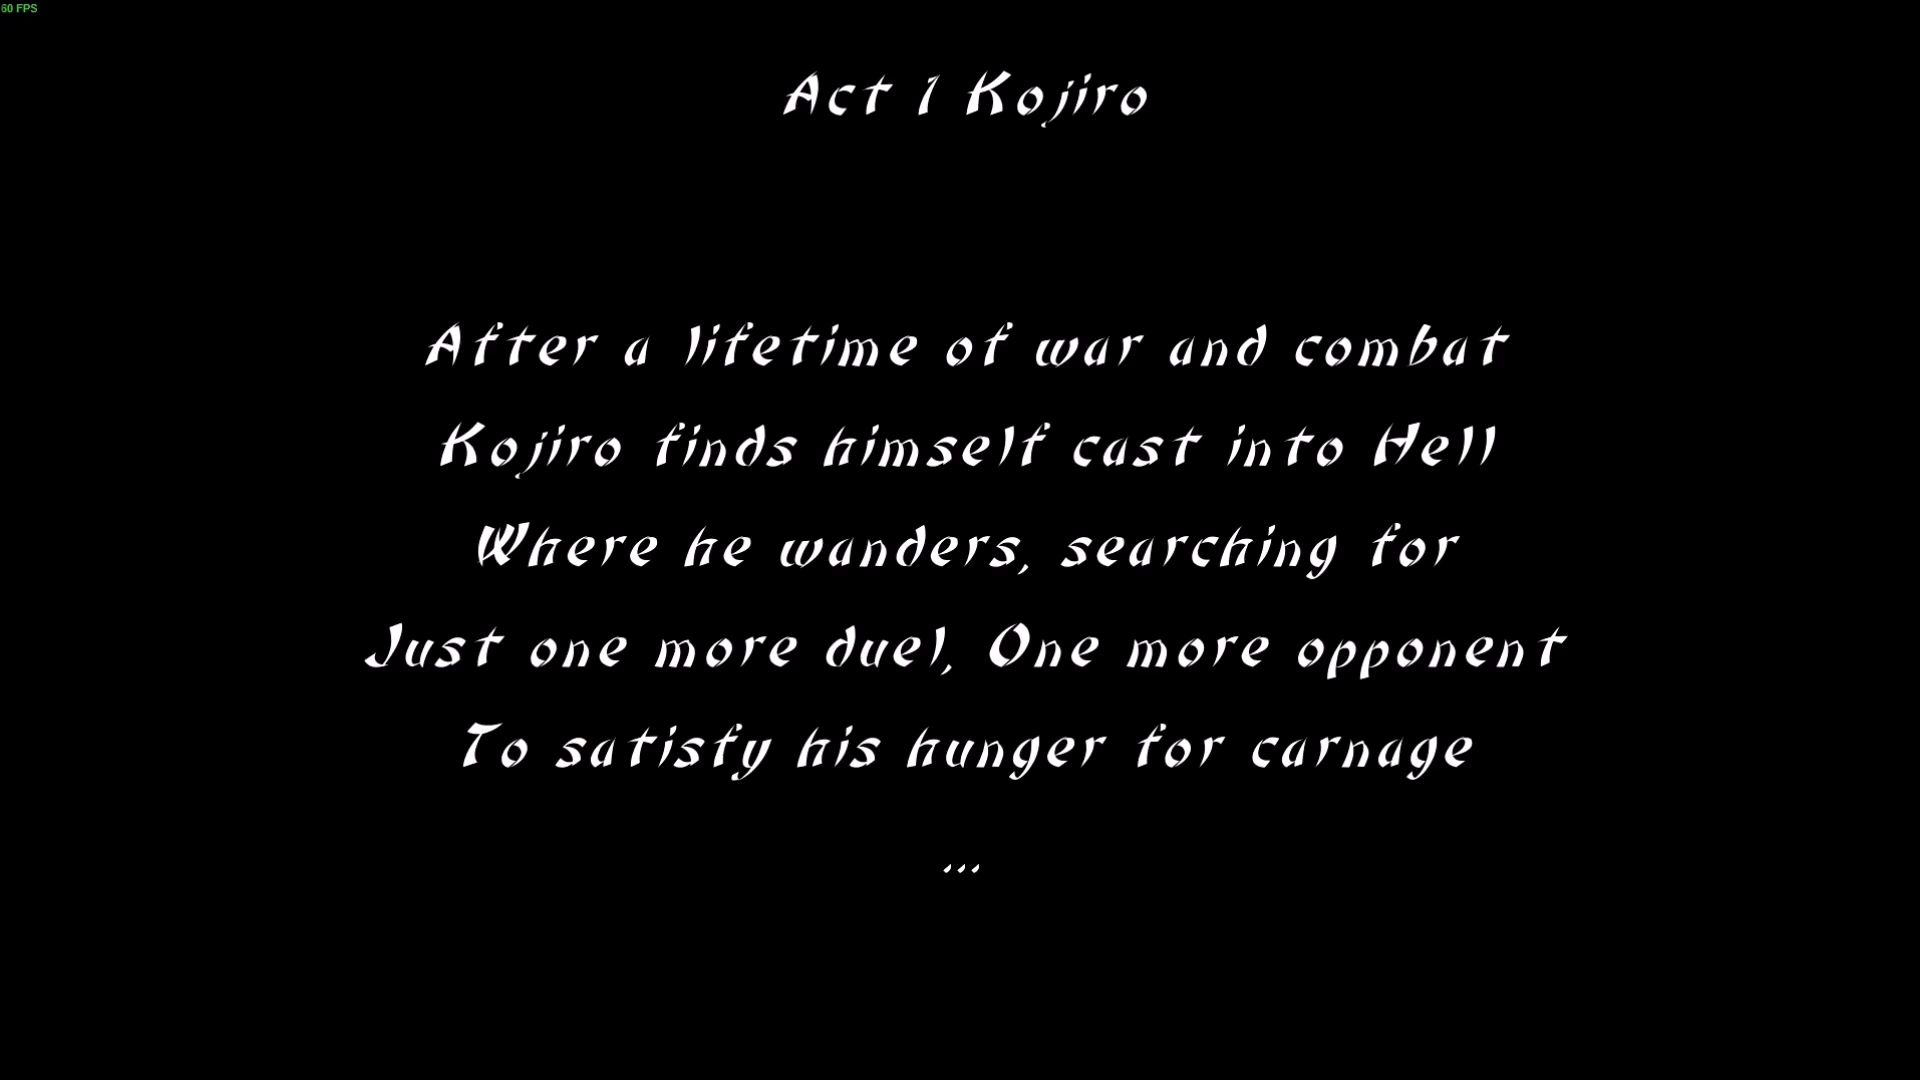 60 FPS
Act 1 Kojiro
After a lifetime of war and combat
Kojiro finds himself cast into Hell
Where he wanders, searching for
Just one more duel, One more opponent
To satisfy his hunger for carnage
...